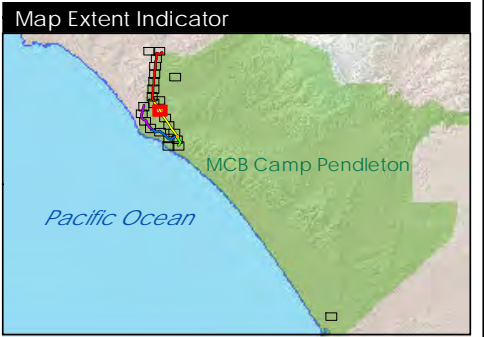 Map Extent Indicator
MCB Camp Pendleton
Pacific Ocean